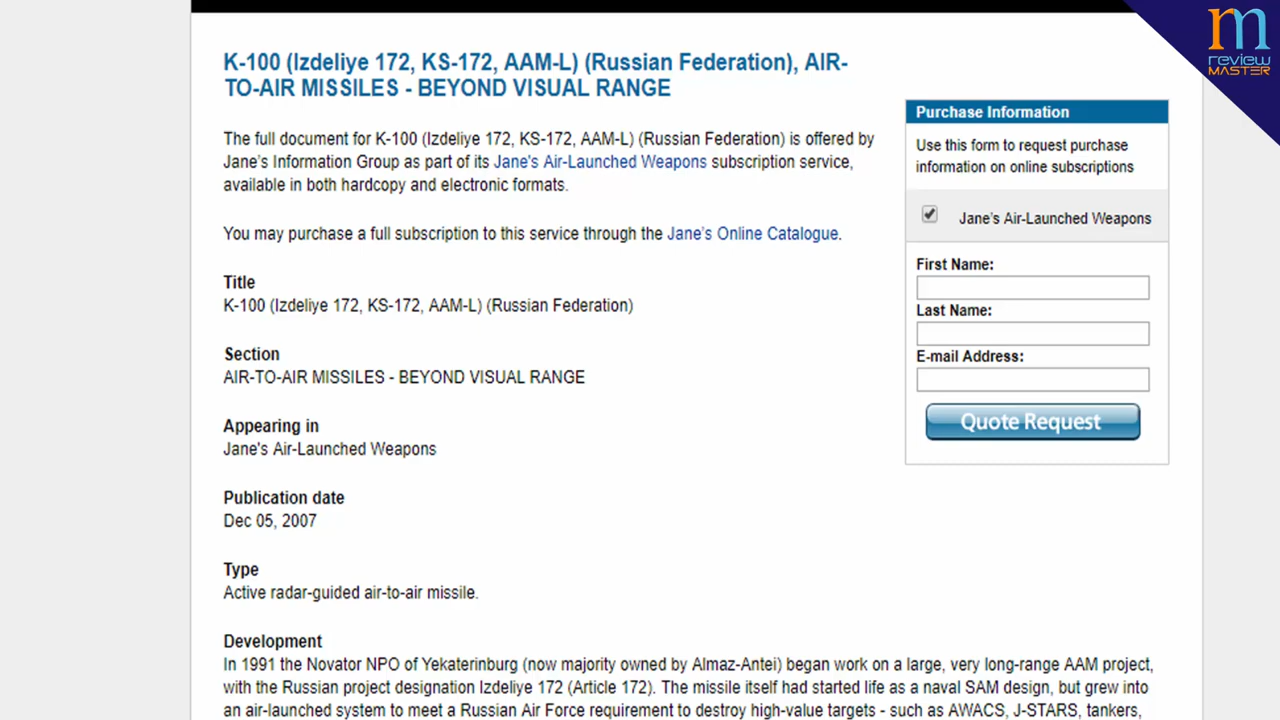 m
review
MASTER
K-100 (Izdeliye 172, KS-172, AAM-L) (Russian Federation), AIR-
TO-AIR MISSILES - BEYOND VISUAL RANGE
The full document for K-100 (Izdeliye 172, KS-172, AAM-L) (Russian Federation) is offered by
Jane's Information Group as part of its Jane's Air-Launched Weapons subscription service,
available in both hardcopy and electronic formats.
You may purchase a full subscription to this service through the Jane's Online Catalogue.
Title
K-100 (Izdeliye 172, KS-172, AAM-L) (Russian Federation)
Section
AIR-TO-AIR MISSILES - BEYOND VISUAL RANGE
Appearing in
Jane's Air-Launched Weapons
Publication date
Dec 05, 2007
Type
Active radar-guided air-to-air missile.
Development
In 1991 the Novator NPO of Yekaterinburg (now majority owned by Almaz-Antei) began work on a large, very long-range AAM project,
with the Russian project designation Izdeliye 172 (Article 172). The missile itself had started life as a naval SAM design, but grew into
an air-launched system to meet a Russian Air Force requirement to destroy high-value targets - such as AWACS, J-STARS, tankers,
Purchase Information
Use this form to request purchase
information on online subscriptions
Jane's Air-Launched Weapons
First Name:
Last Name:
E-mail Address:
Quote Request